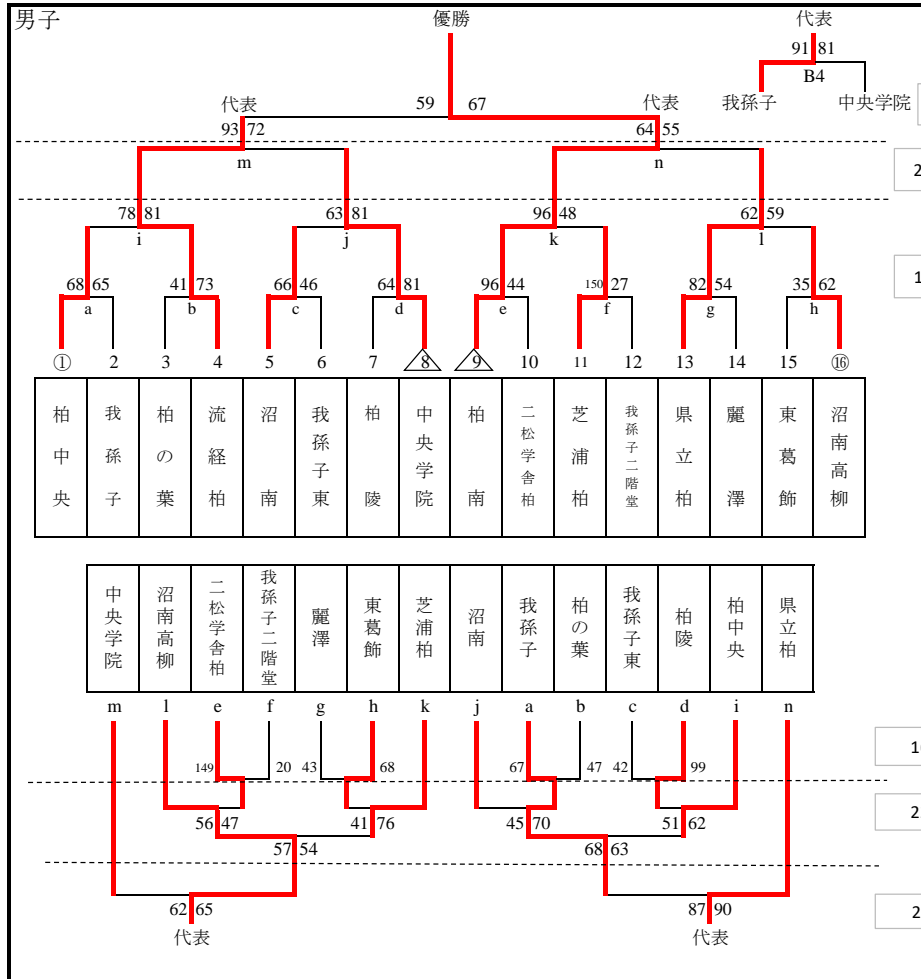 男子
優勝
代表
91 81
B4
我孫子 中央学院
代表 59 67 代表
93 72 64 55
m n
2
78 81 63 81 96 48 62 59
i j k l
1
68 65 41 73 66 46 64 81 96 44 150 27 82 54 35 62
a b c d e f g h
① 2 3 4 5 6 7 8 9 10 11 12 13 14 15 ⑯
柏中央
我孫子
柏の葉
流経柏
沼南
我孫子東
柏陵
中央学院
柏南
二松学舎柏
芝浦柏
我孫子二階堂
県立柏
麗澤
東葛飾
沼南高柳
中央学院
沼南高柳
二松学舎柏
我孫子二階堂
麗澤
東葛飾
芝浦柏
沼南
我孫子
柏の葉
我孫子東
柏陵
柏中央
県立柏
m l e f g h k j a b c d i n
149 20 43 68 67 47 42 99
1
56 47 41 76 45 70 51 62
2
57 54 68 63
62 65 87 90
2
代表 代表